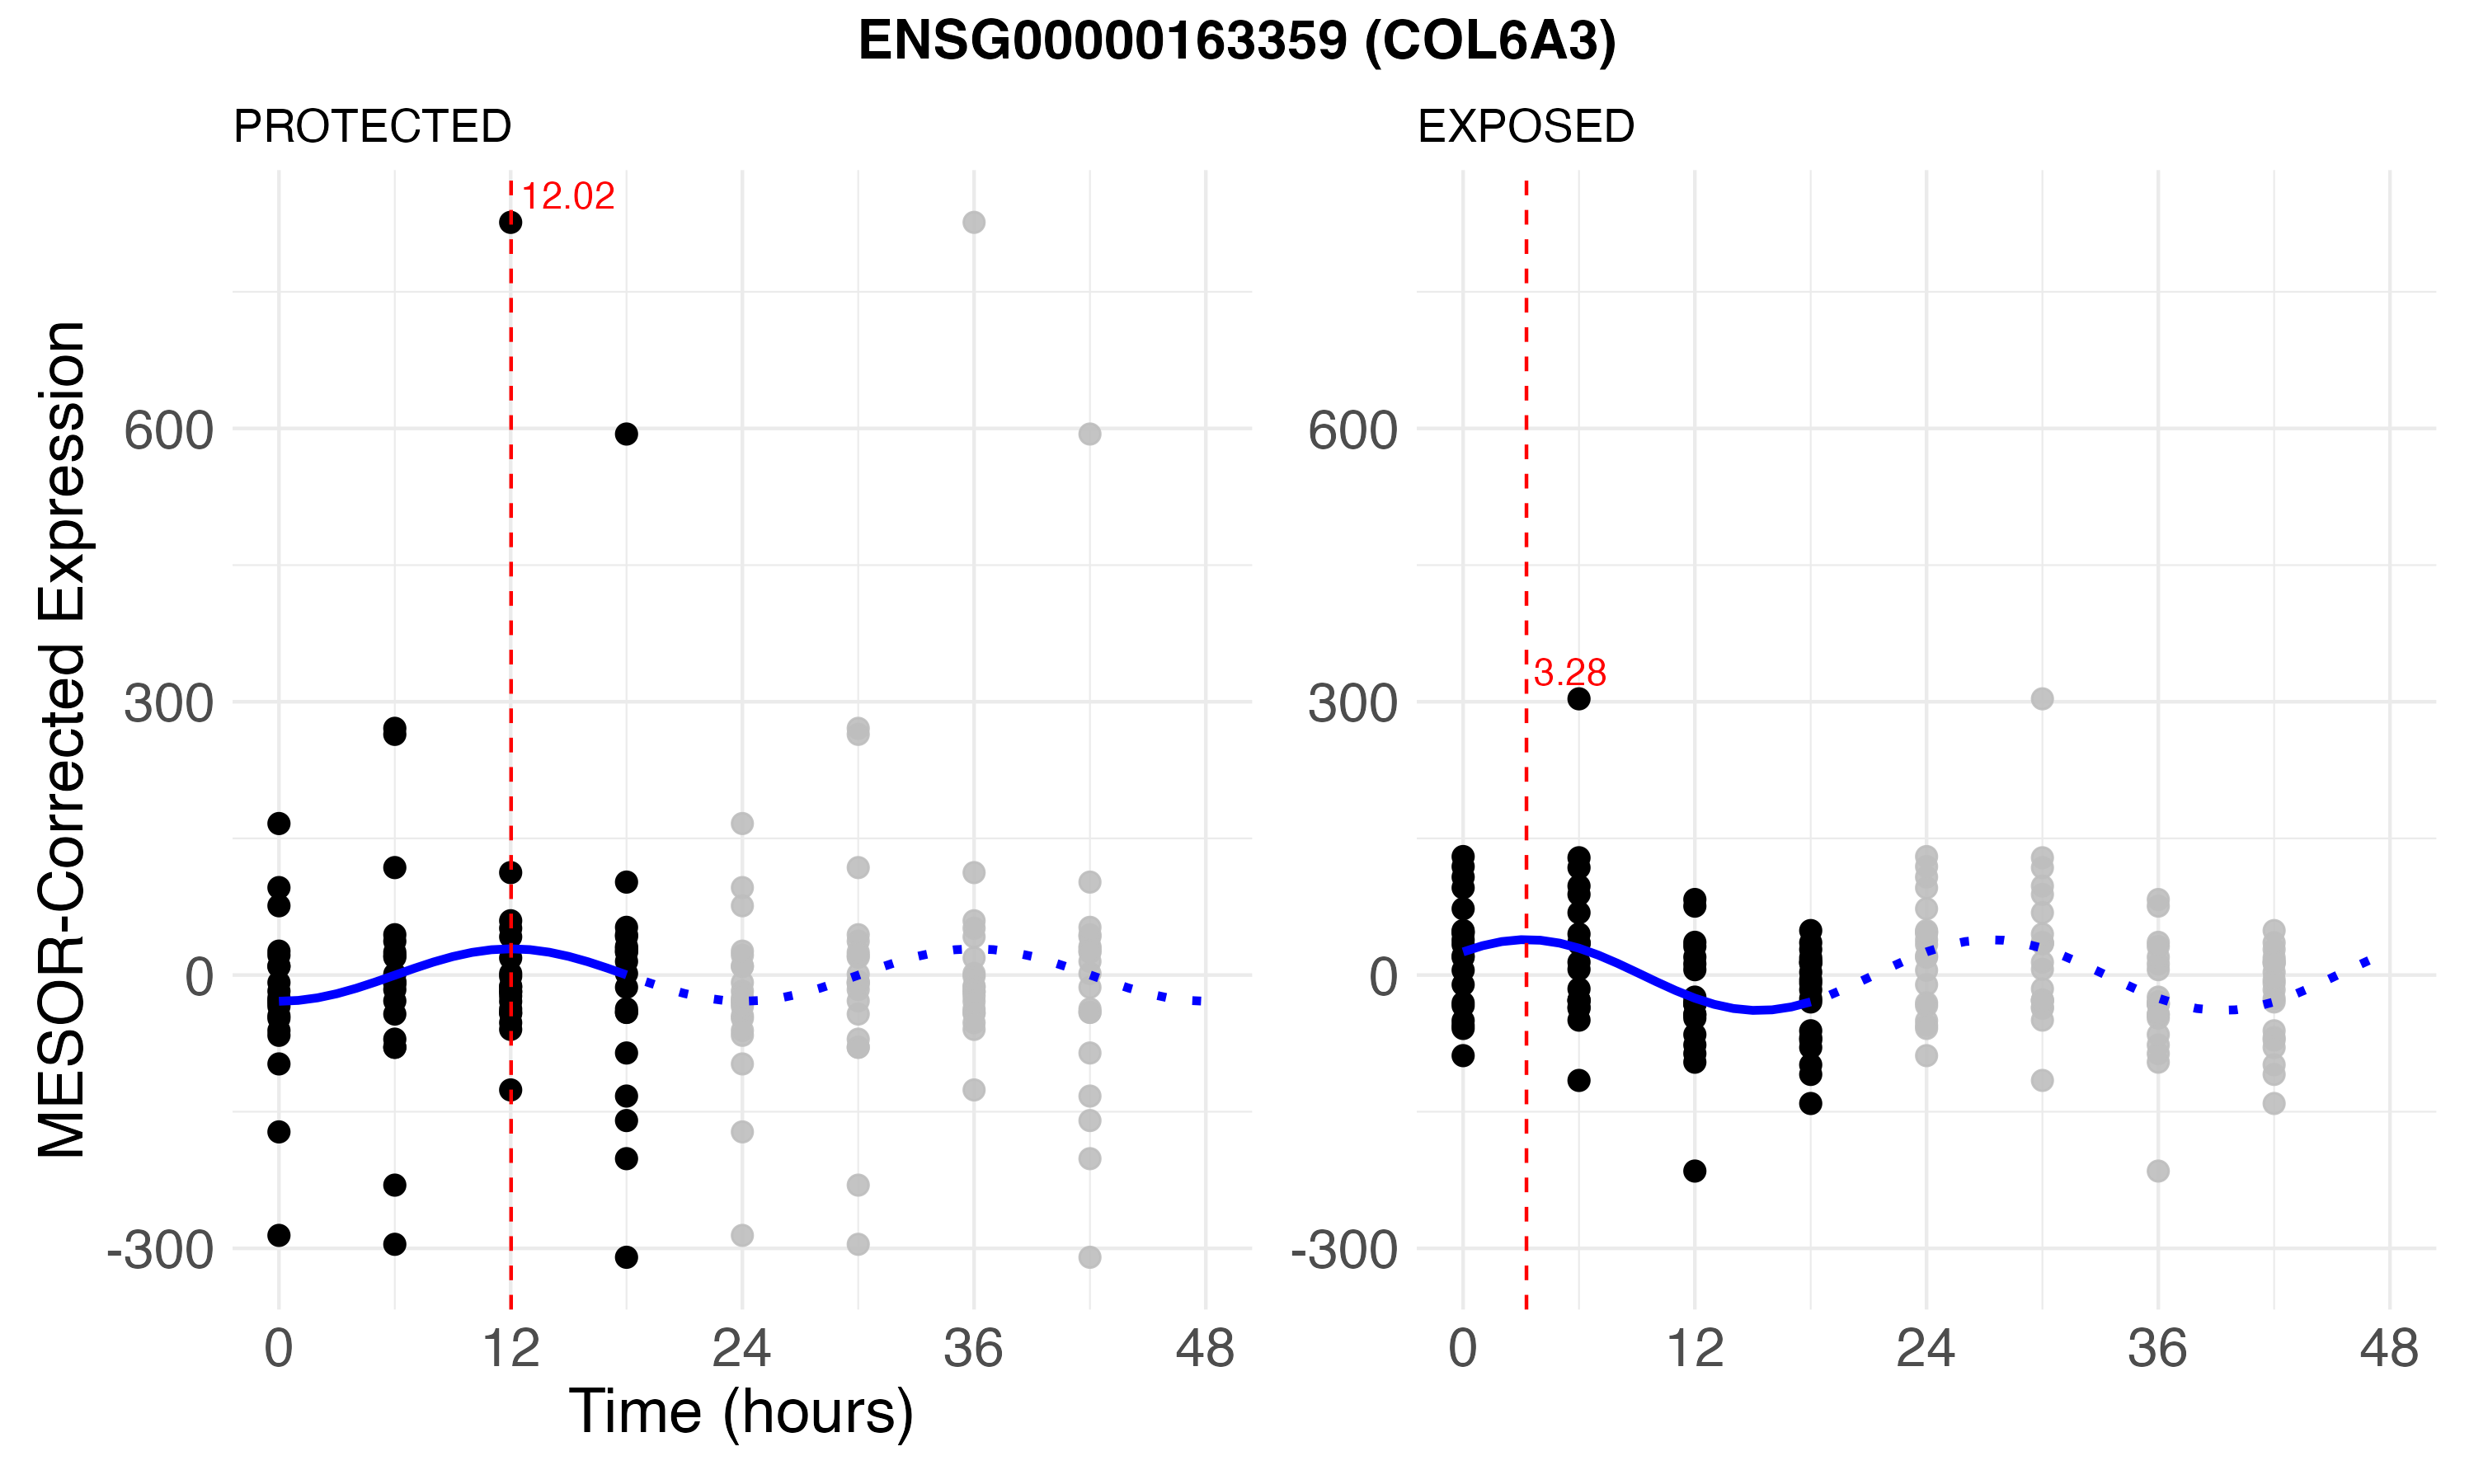 ENSG00000163359 (COL6A3)
PROTECTED
EXPOSED
MESOR-Corrected Expression
600
300
0
-300
12.02
0 12 24 36 48
Time (hours)
600
300
0
-300
3.28
0 12 24 36 48